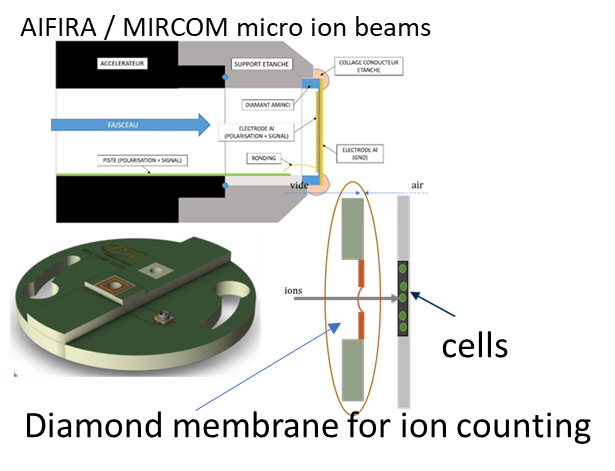 AIFIRA / MIRCOM micro ion beams
ACCELERATEUR
SUPPORT ETANCHE
COLLAGE CONDUCTEUR
ETANCHE
DIAMANT AMINCI
FAISCEAU
ELECTRODE Al
(POLARISATION + SIGNAL)
ELECTRODE Al
(GND)
BONDING
PISTE (POLARISATION + SIGNAL)
vide
air
ions
cells
Diamond membrane for ion counting